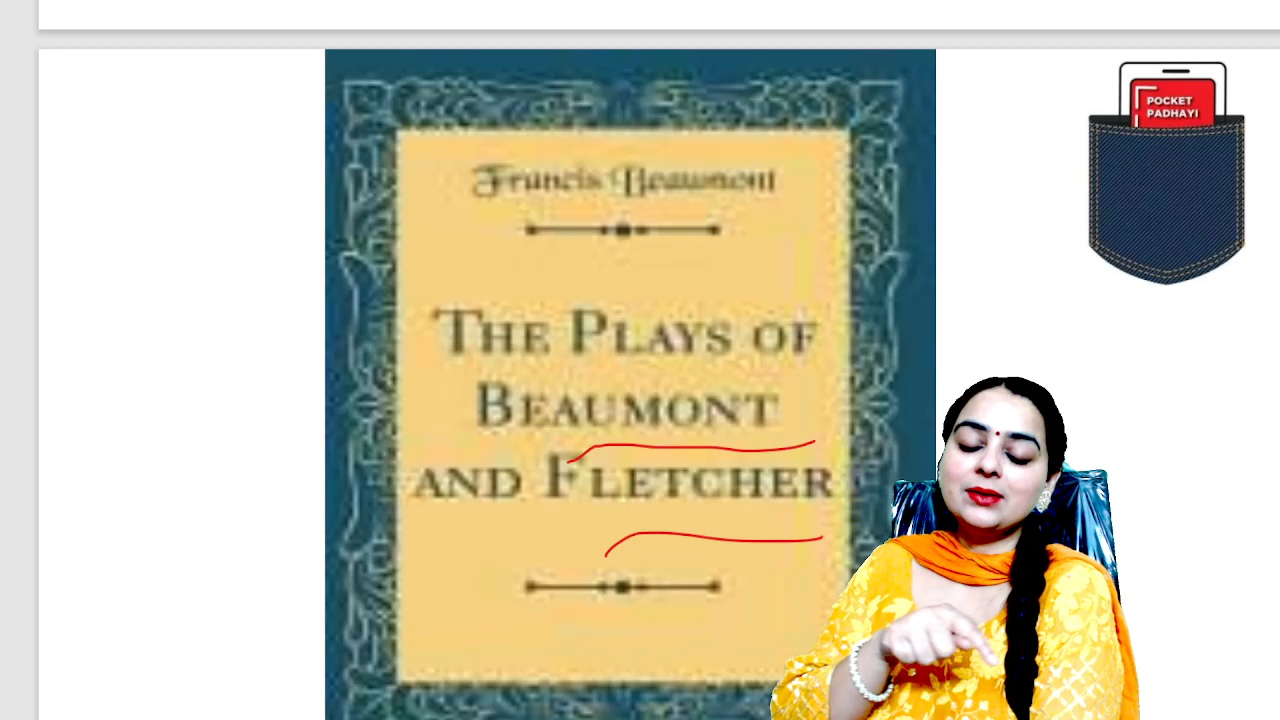 POCKET
PADHAYI
Francis Beaumont
THE PLAYS OF
BEAUMONT
AND FLETCHER